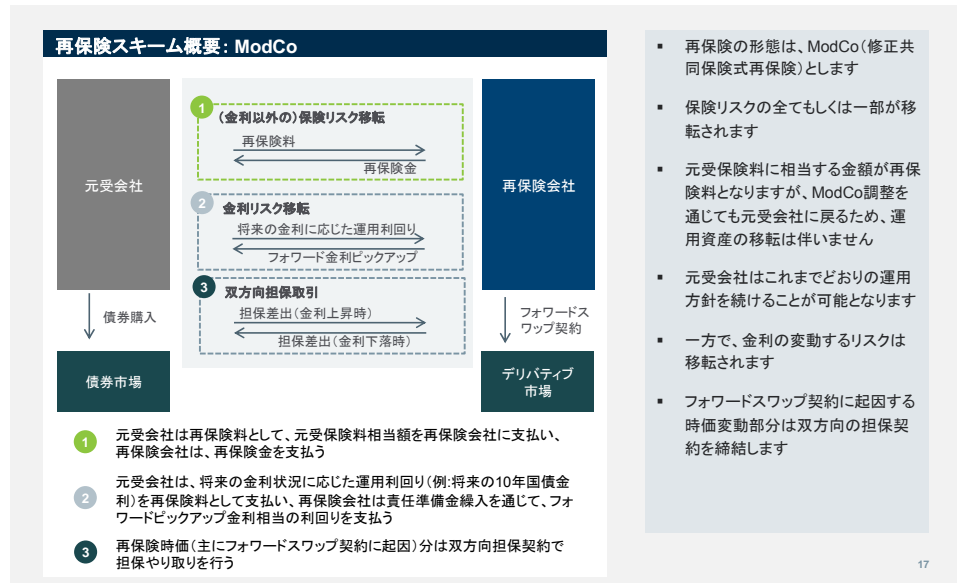 再保険スキーム概要: ModCo
元受会社
1
(金利以外の)保険リスク移転
再保険料
再保険金
2
金利リスク移転
将来の金利に応じた運用利回り
フォワード金利ピックアップ
3
双方向担保取引
担保差出(金利上昇時)
担保差出(金利下落時)
再保険会社
債券購入
フォワードス
ワップ契約
債券市場
デリバティブ
市場
1
元受会社は再保険料として、元受保険料相当額を再保険会社に支払い、
再保険会社は、再保険金を支払う
2
元受会社は、将来の金利状況に応じた運用利回り(例:将来の10年国債金
利)を再保険料として支払い、再保険会社は責任準備金繰入を通じて、フォ
ワードピックアップ金利相当の利回りを支払う
3
再保険時価(主にフォワードスワップ契約に起因)分は双方向担保契約で
担保やり取りを行う
▪ 再保険の形態は、ModCo(修正共
同保険式再保険)とします
▪ 保険リスクの全てもしくは一部が移
転されます
▪ 元受保険料に相当する金額が再保
険料となりますが、ModCo調整を
通じても元受会社に戻るため、運
用資産の移転は伴いません
▪ 元受会社はこれまでどおりの運用
方針を続けることが可能となります
▪ 一方で、金利の変動するリスクは
移転されます
▪ フォワードスワップ契約に起因する
時価変動部分は双方向の担保契
約を締結します
17